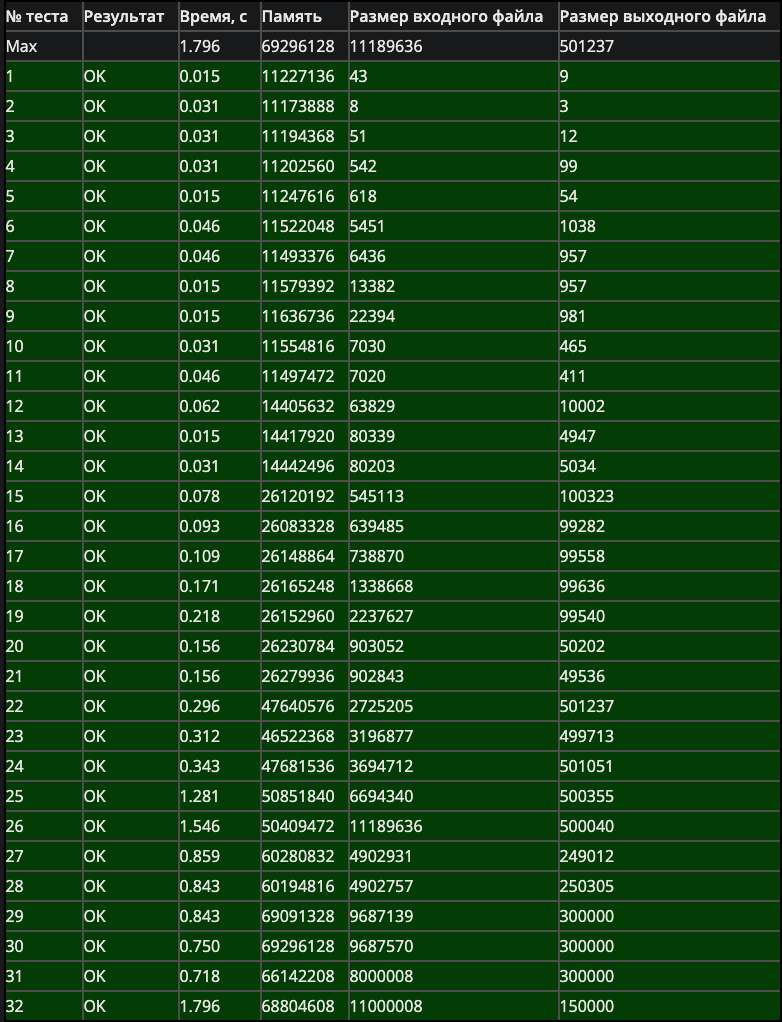 № теста Результат Время, с Память Размер входного файла Размер выходного файла
Max 1.796 69296128 11189636 501237
1 OK 0.015 11227136 43 9
2 OK 0.031 11173888 8 3
3 OK 0.031 11194368 51 12
4 OK 0.031 11202560 542 99
5 OK 0.015 11247616 618 54
6 OK 0.046 11522048 5451 1038
7 OK 0.046 11493376 6436 957
8 OK 0.015 11579392 13382 957
9 OK 0.015 11636736 22394 981
10 OK 0.031 11554816 7030 465
11 OK 0.046 11497472 7020 411
12 OK 0.062 14405632 63829 10002
13 OK 0.015 14417920 80339 4947
14 OK 0.031 14442496 80203 5034
15 OK 0.078 26120192 545113 100323
16 OK 0.093 26083328 639485 99282
17 OK 0.109 26148864 738870 99558
18 OK 0.171 26165248 1338668 99636
19 OK 0.218 26152960 2237627 99540
20 OK 0.156 26230784 903052 50202
21 OK 0.156 26279936 902843 49536
22 OK 0.296 47640576 2725205 501237
23 OK 0.312 46522368 3196877 499713
24 OK 0.343 47681536 3694712 501051
25 OK 1.281 50851840 6694340 500355
26 OK 1.546 50409472 11189636 500040
27 OK 0.859 60280832 4902931 249012
28 OK 0.843 60194816 4902757 250305
29 OK 0.843 69091328 9687139 300000
30 OK 0.750 69296128 9687570 300000
31 OK 0.718 66142208 8000008 300000
32 OK 1.796 68804608 11000008 150000